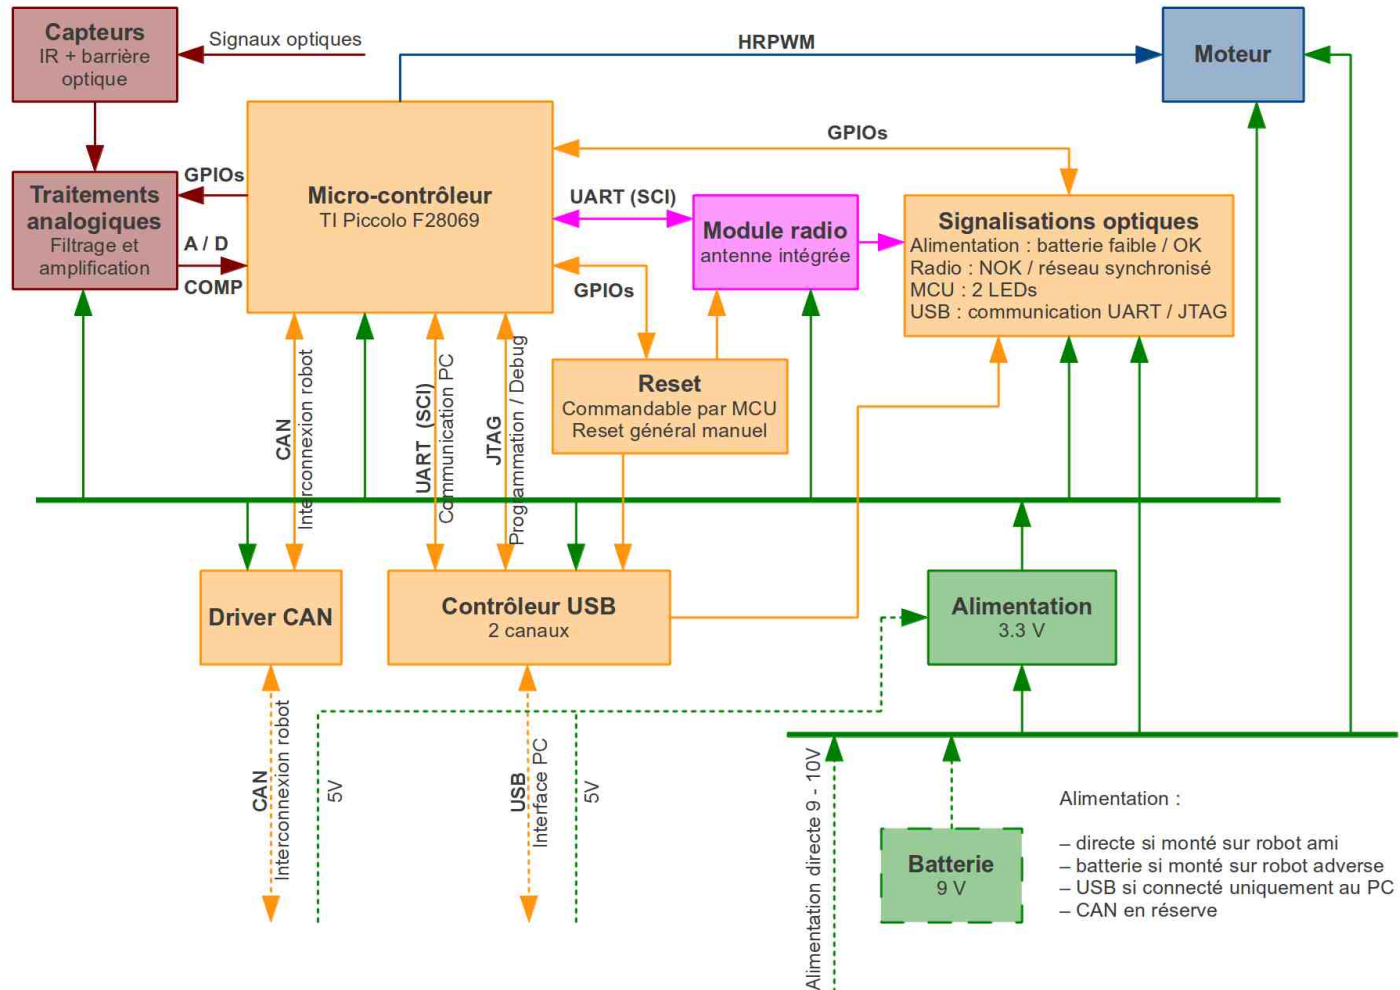 Capteurs
IR + barrière
optique
Signaux optiques
HRPWM
Moteur
GPIOs
Traitements
analogiques
Filtrage et
amplification
GPIOs
A / D
COMP
Micro-contrôleur
TI Piccolo F28069
UART (SCI)
Module radio
antenne intégrée
Signalisations optiques
Alimentation : batterie faible / OK
Radio : NOK / réseau synchronisé
MCU : 2 LEDs
USB : communication UART / JTAG
GPIOs
Reset
Commandable par MCU
Reset général manuel
CAN
Interconnexion robot
UART (SCI)
Communication PC
JTAG
Programmation / Debug
Driver CAN
Contrôleur USB
2 canaux
Alimentation
3.3 V
CAN
Interconnexion robot
5V
USB
Interface PC
5V
Alimentation directe 9 - 10V
Batterie
9 V
Alimentation :
– directe si monté sur robot ami
– batterie si monté sur robot adverse
– USB si connecté uniquement au PC
– CAN en réserve